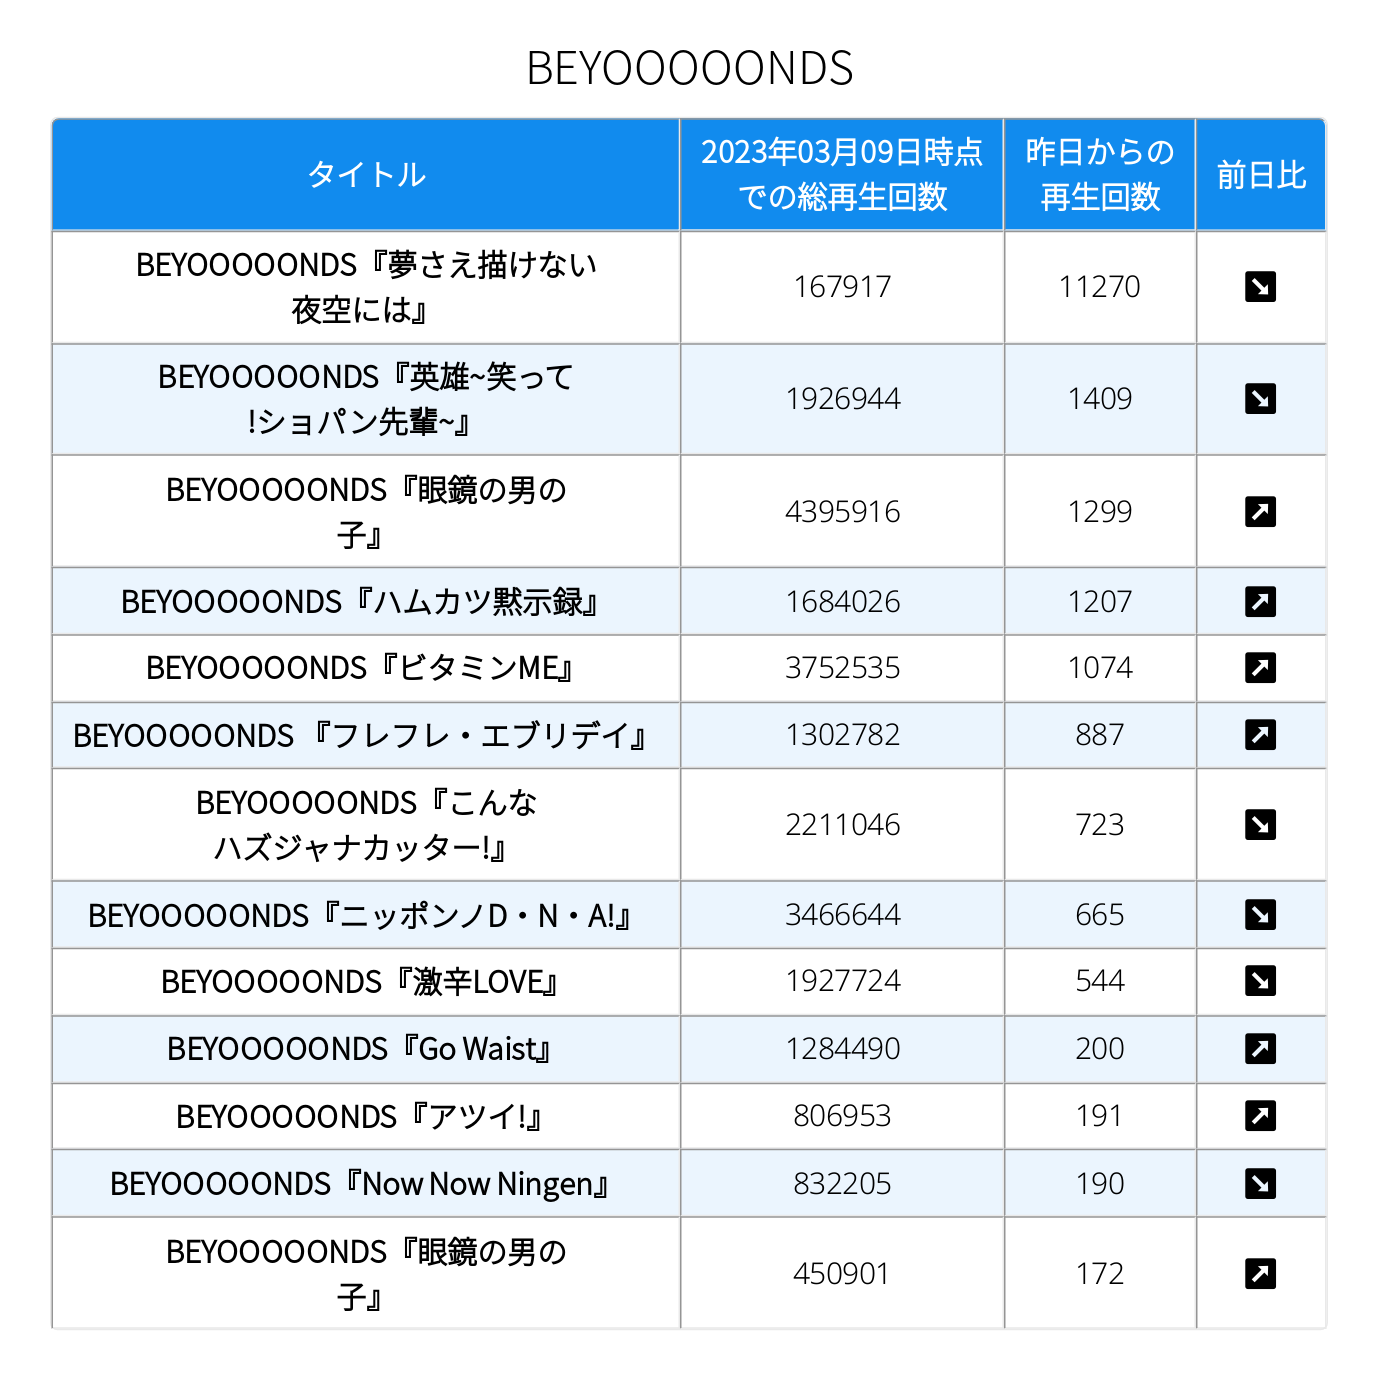 BEYOOOOONDS
タイトル
2023年03月09日時点
での総再生回数
昨日からの
再生回数
前日比
BEYOOOOONDS『夢さえ描けない
夜空には』
167917
11270
BEYOOOOONDS『英雄~笑って
!ショパン先輩~』
1926944
1409
BEYOOOOONDS『眼鏡の男の
子』
4395916
1299
BEYOOOOONDS『ハムカツ黙示録』
1684026
1207
BEYOOOOONDS『ビタミンME』
3752535
1074
BEYOOOOONDS 『フレフレ・エブリデイ』
1302782
887
BEYOOOOONDS『こんな
ハズジャナカッター!』
2211046
723
BEYOOOOONDS『ニッポンノD・N・A!』
3466644
665
BEYOOOOONDS『激辛LOVE』
1927724
544
BEYOOOOONDS『Go Waist』
1284490
200
BEYOOOOONDS『アツイ!』
806953
191
BEYOOOOONDS『Now Now Ningen』
832205
190
BEYOOOOONDS『眼鏡の男の
子』
450901
172